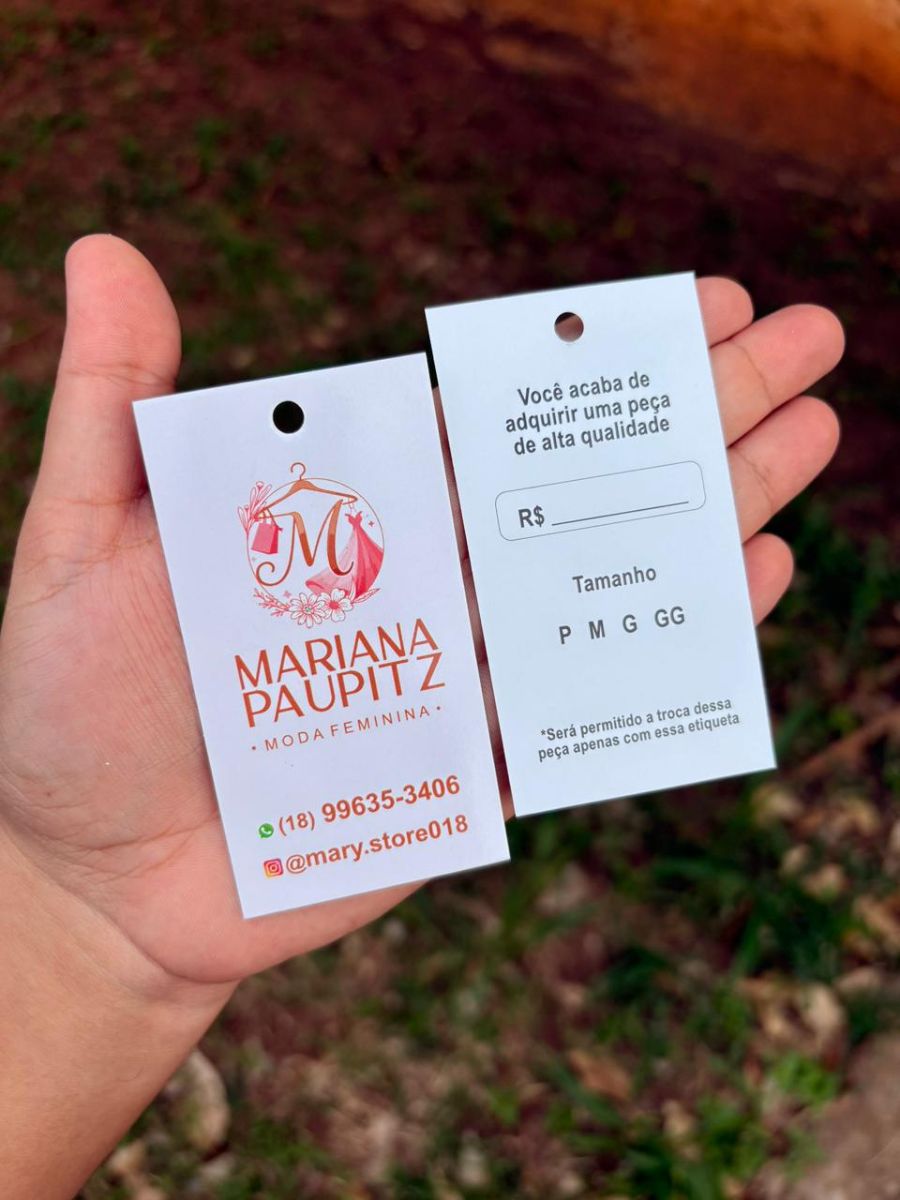 M
MARIANA
PAUPITZ
• MODA FEMININA •
(18) 99635-3406
@mary.store018
Você acaba de
adquirir uma peça
de alta qualidade
R$ ____________
Tamanho
P M G GG
*Será permitido a troca dessa
peça apenas com essa etiqueta